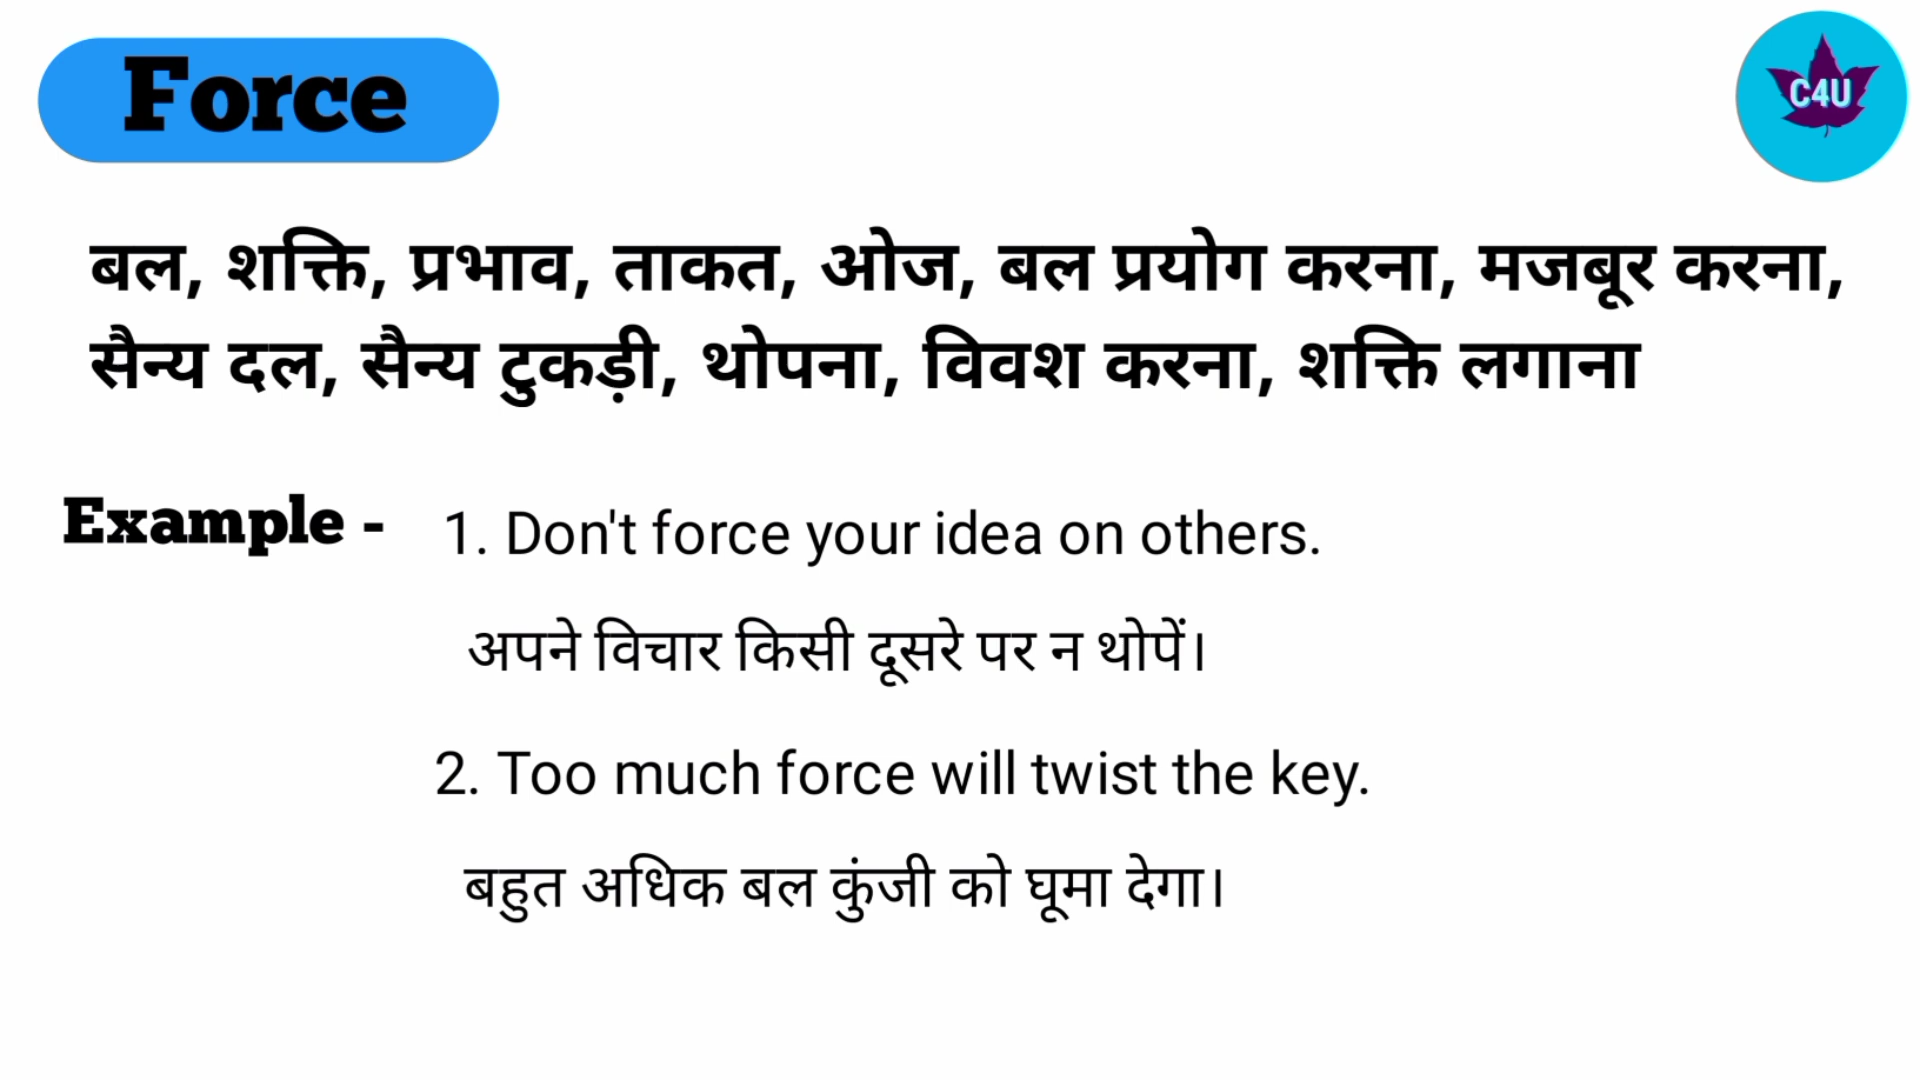 Force
C4U
बल, शक्ति, प्रभाव, ताकत, ओज, बल प्रयोग करना, मजबूर करना,
सैन्य दल, सैन्य टुकड़ी, थोपना, विवश करना, शक्ति लगाना
Example - 1. Don't force your idea on others.
अपने विचार किसी दूसरे पर न थोपें।
2. Too much force will twist the key.
बहुत अधिक बल कुंजी को घूमा देगा।